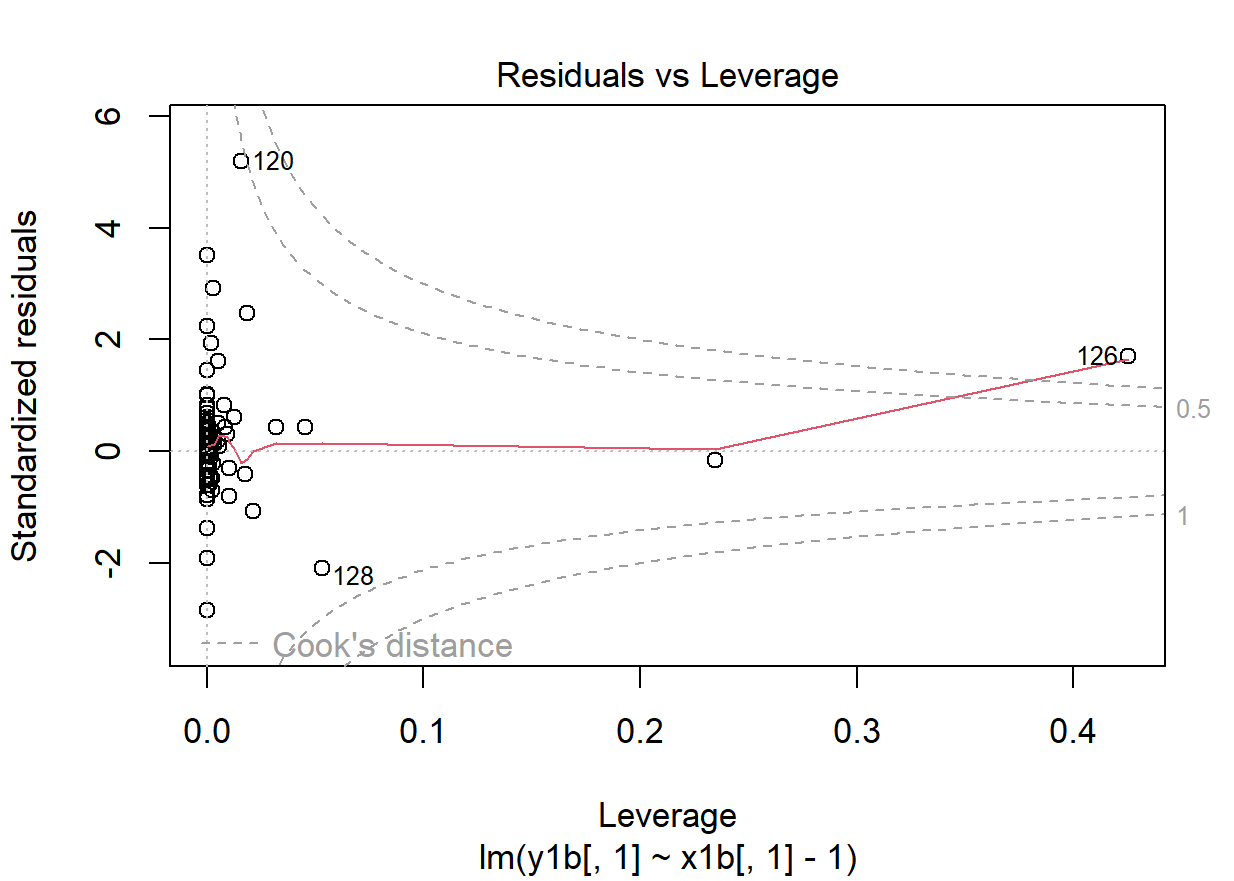 Residuals vs Leverage
Standardized residuals
6
4
2
0
-2
120
126
128
0.5
1
Cook's distance
0.0 0.1 0.2 0.3 0.4
Leverage
lm(y1b[, 1] ~ x1b[, 1] - 1)